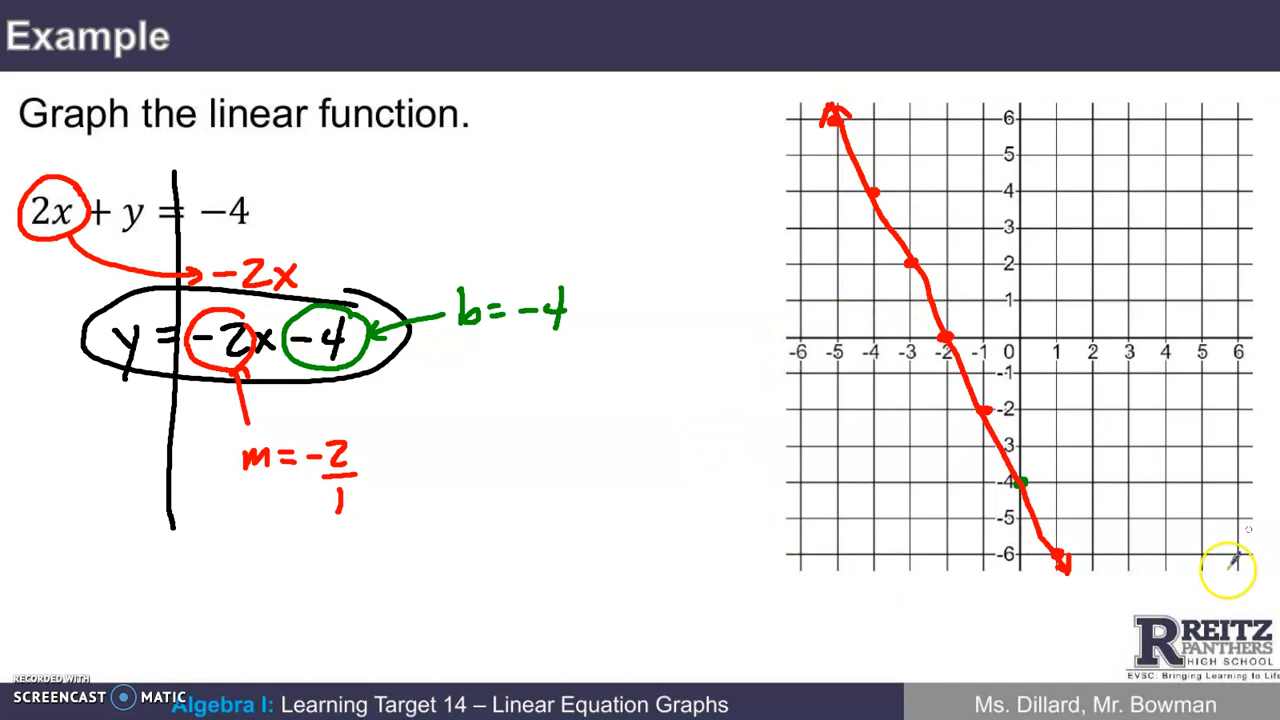 Example
Graph the linear function.
2x + y = −4
-2x
y = -2x -4
b = -4
m = -2
1
6
5
4
3
2
1
-6 -5 -4 -3 -2 -1 0 1 2 3 4 5 6
-1
-2
-3
-4
-5
-6
R REITZ
PANTHERS
HIGH SCHOOL
EVSC: Bringing Learning to Life
RECORDED WITH
SCREENCAST MATIC
Algebra I: Learning Target 14 – Linear Equation Graphs
Ms. Dillard, Mr. Bowman